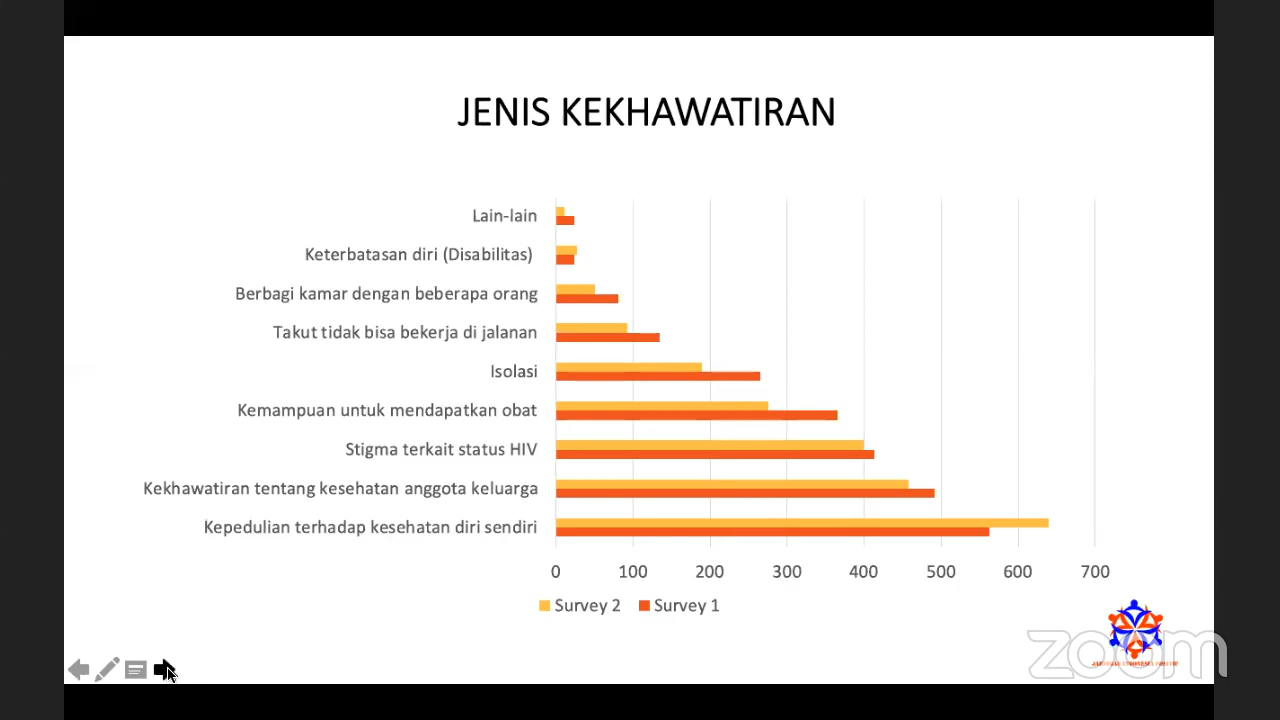 JENIS KEKHAWATIRAN
Lain-lain
Keterbatasan diri (Disabilitas)
Berbagi kamar dengan beberapa orang
Takut tidak bisa bekerja di jalanan
Isolasi
Kemampuan untuk mendapatkan obat
Stigma terkait status HIV
Kekhawatiran tentang kesehatan anggota keluarga
Kepedulian terhadap kesehatan diri sendiri
0 100 200 300 400 500 600 700
Survey 2 Survey 1
zoom